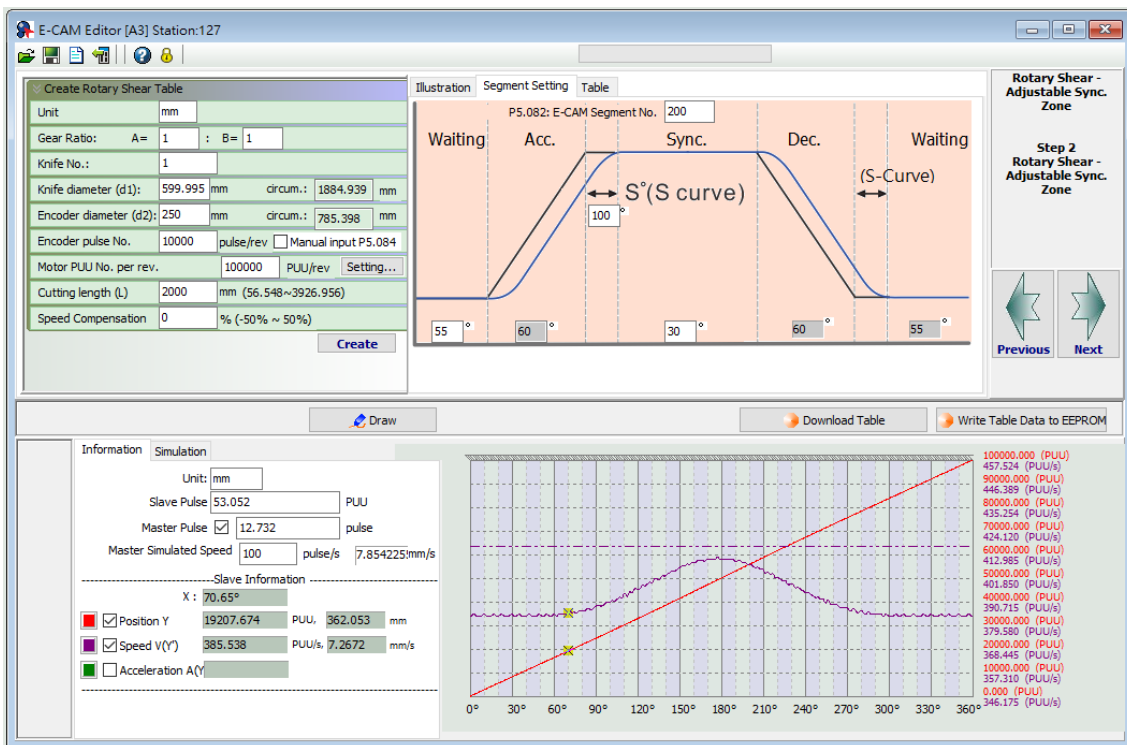 E-CAM Editor [A3] Station:127
Create Rotary Shear Table
Unit mm
Gear Ratio: A= 1 : B= 1
Knife No.: 1
Knife diameter (d1): 599.995 mm circum.: 1884.939 mm
Encoder diameter (d2): 250 mm circum.: 785.398 mm
Encoder pulse No. 10000 pulse/rev Manual input P5.084
Motor PUU No. per rev. 100000 PUU/rev Setting...
Cutting length (L) 2000 mm (56.548~3926.956)
Speed Compensation 0 % (-50% ~ 50%)
Create
Illustration Segment Setting Table
P5.082: E-CAM Segment No. 200
Waiting Acc. Sync. Dec. Waiting
S°(S curve)
(S-Curve)
100 °
55 ° 60 ° 30 ° 60 ° 55 °
Rotary Shear -
Adjustable Sync.
Zone
Step 2
Rotary Shear -
Adjustable Sync.
Zone
Previous Next
Draw
Download Table
Write Table Data to EEPROM
Information Simulation
Unit: mm
Slave Pulse 53.052 PUU
Master Pulse 12.732 pulse
Master Simulated Speed 100 pulse/s 7.854225!mm/s
Slave Information
X : 70.65°
Position Y 19207.674 PUU, 362.053 mm
Speed V(Y') 385.538 PUU/s, 7.2672 mm/s
Acceleration A(Y
100000.000 (PUU)
457.524 (PUU/s)
90000.000 (PUU)
446.389 (PUU/s)
80000.000 (PUU)
435.254 (PUU/s)
70000.000 (PUU)
424.120 (PUU/s)
60000.000 (PUU)
412.985 (PUU/s)
50000.000 (PUU)
401.850 (PUU/s)
40000.000 (PUU)
390.715 (PUU/s)
30000.000 (PUU)
379.580 (PUU/s)
20000.000 (PUU)
368.445 (PUU/s)
10000.000 (PUU)
357.310 (PUU/s)
0.000 (PUU)
346.175 (PUU/s)
0° 30° 60° 90° 120° 150° 180° 210° 240° 270° 300° 330° 360°